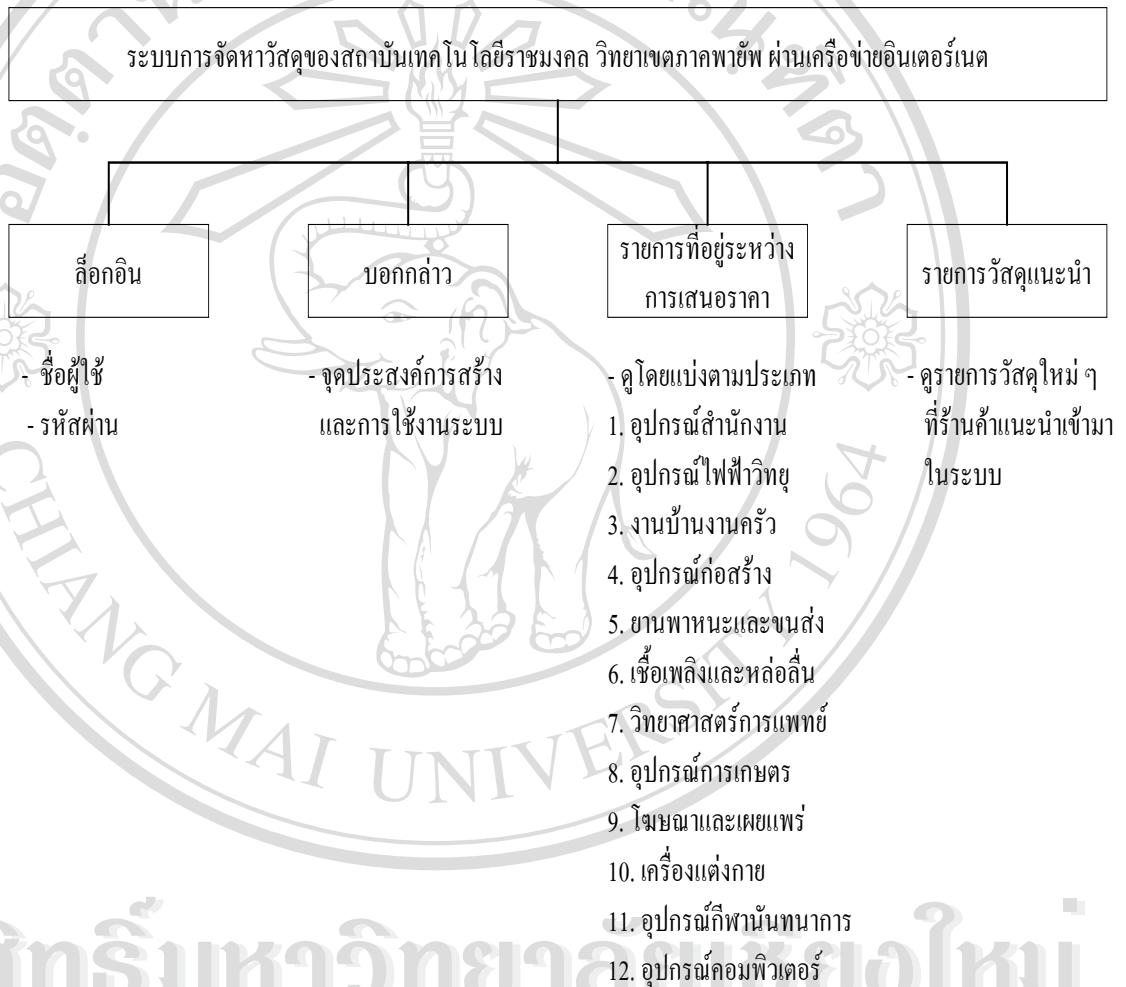 ระบบการจัดหาวัสดุของสถาบันเทคโนโลยีราชมงคล วิทยาเขตภาคพายัพ ผ่านเครือข่ายอินเตอร์เนต
ล็อกอิน
- ชื่อผู้ใช้
- รหัสผ่าน
บอกกล่าว
- จุดประสงค์การสร้าง
และการใช้งานระบบ
รายการที่อยู่ระหว่าง
การเสนอราคา
- ดูโดยแบ่งตามประเภท
1. อุปกรณ์สำนักงาน
2. อุปกรณ์ไฟฟ้าวิทยุ
3. งานบ้านงานครัว
4. อุปกรณ์ก่อสร้าง
5. ยานพาหนะและขนส่ง
6. เชื้อเพลิงและหล่อลื่น
7. วิทยาศาสตร์การแพทย์
8. อุปกรณ์การเกษตร
9. โฆษณาและเผยแพร่
10. เครื่องแต่งกาย
11. อุปกรณ์กีฬานันทนาการ
12. อุปกรณ์คอมพิวเตอร์
รายการวัสดุแนะนำ
- ดูรายการวัสดุใหม่ ๆ
ที่ร้านค้าแนะนำเข้ามา
ในระบบ
CHIANG MAI UNIVERSITY 1964